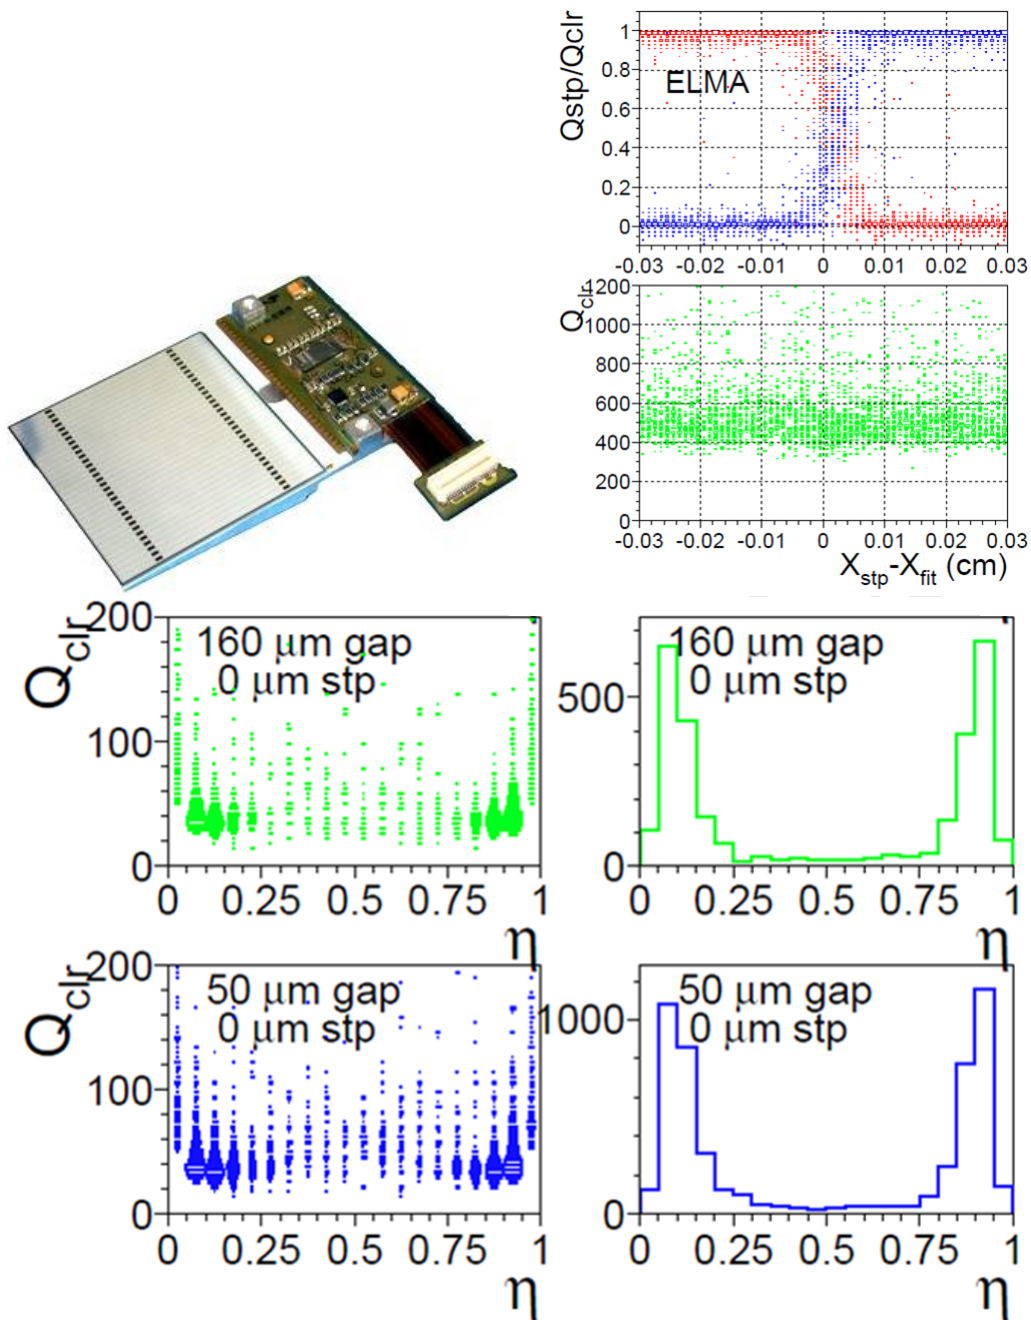 Qstp/Qclr
1
0.8
0.6
0.4
0.2
0
ELMA
-0.03 -0.02 -0.01 0 0.01 0.02 0.03
Qclr
1200
1000
800
600
400
200
0
-0.03 -0.02 -0.01 0 0.01 0.02 0.03
Xstp-Xfit (cm)
Qclr
200
100
0
160 μm gap
0 μm stp
0 0.25 0.5 0.75 1
η
500
0
160 μm gap
0 μm stp
0 0.25 0.5 0.75 1
η
Qclr
200
100
0
50 μm gap
0 μm stp
0 0.25 0.5 0.75 1
η
1000
0
50 μm gap
0 μm stp
0 0.25 0.5 0.75 1
η